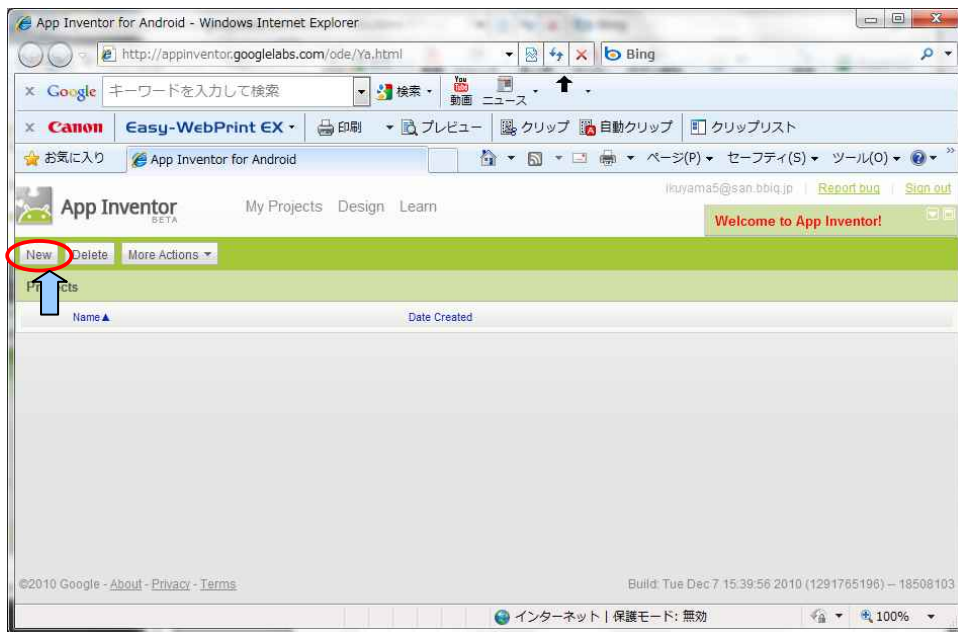 App Inventor for Android - Windows Internet Explorer
http://appinventor.googlelabs.com/ode/Ya.html Bing
x Google キーワードを入力して検索 検索 You Tube 動画 ニュース
x Canon Easy-WebPrint EX 印刷 プレビュー クリップ 自動クリップ クリップリスト
お気に入り App Inventor for Android ページ(P) セーフティ(S) ツール(O)
ikuyama5@san.bbiq.jp | Report bug | Sign out
App Inventor BETA My Projects Design Learn
Welcome to App Inventor!
New Delete More Actions
Projects
Name▲ Date Created
©2010 Google - About - Privacy - Terms Build: Tue Dec 7 15:39:56 2010 (1291765196) -- 18508103
インターネット | 保護モード: 無効 100%